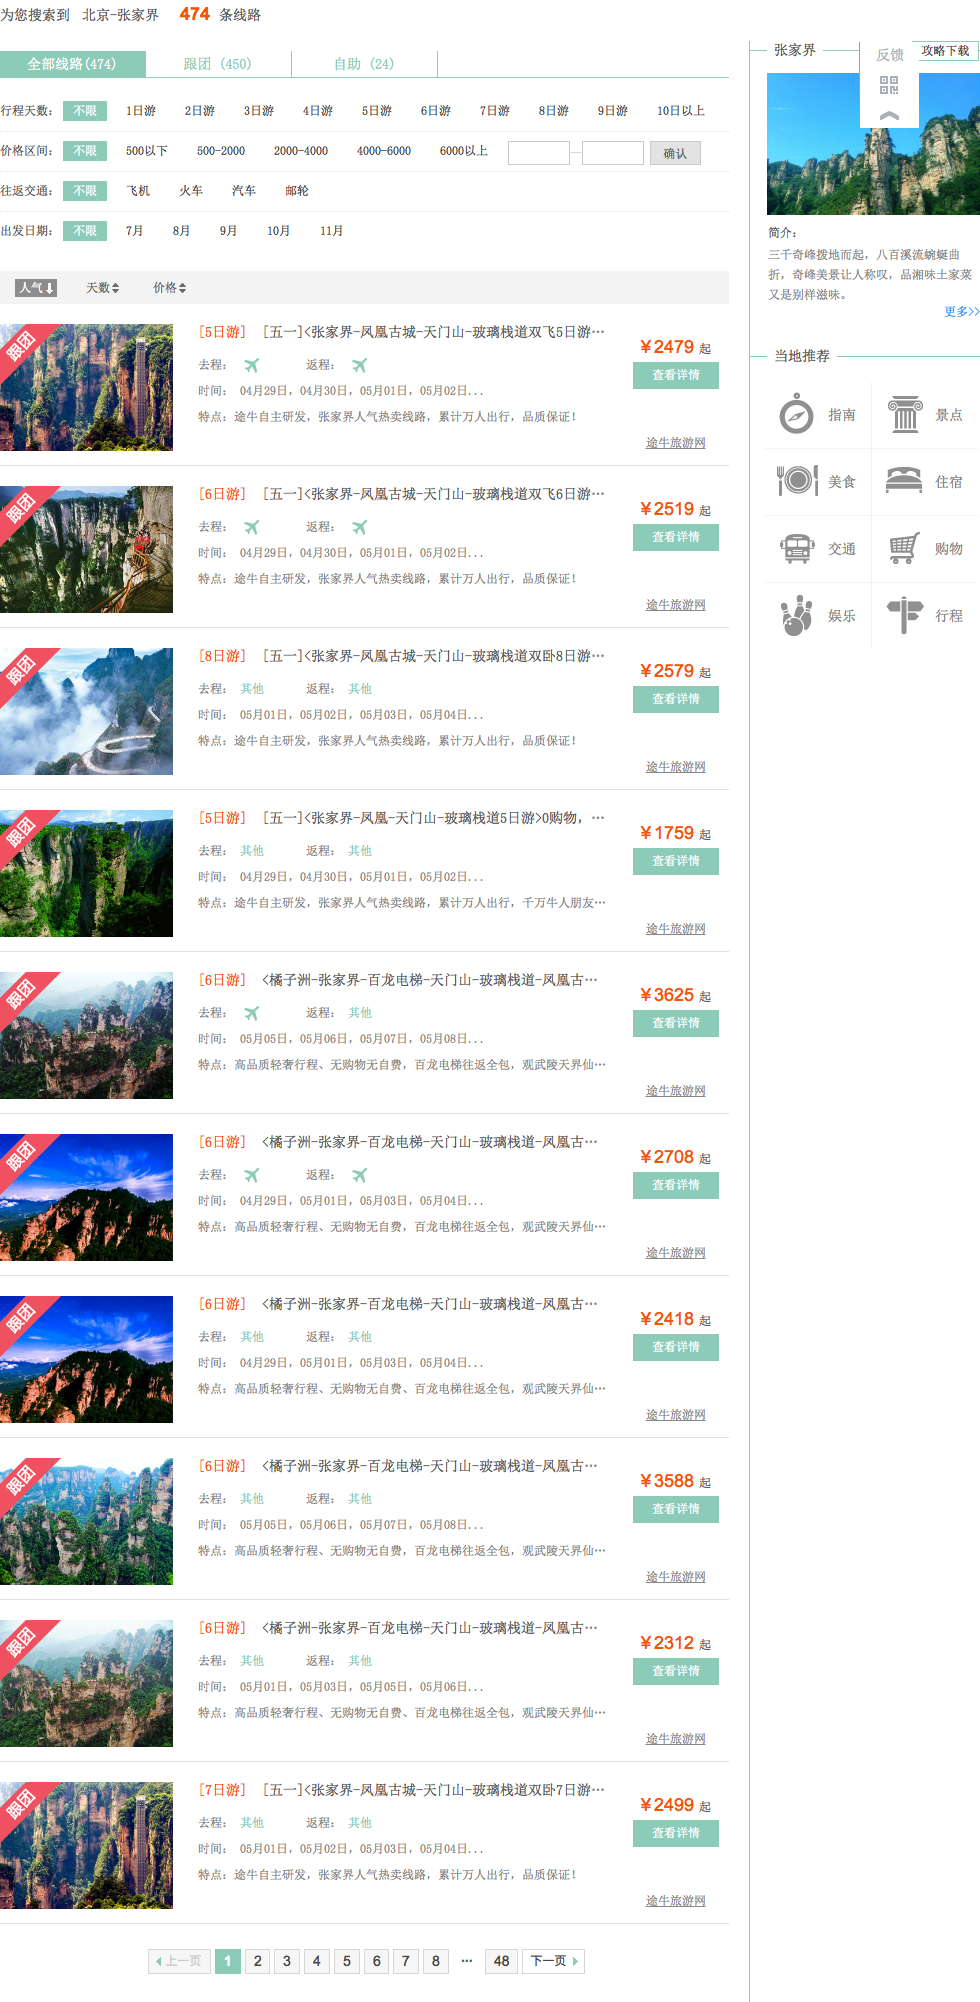 为您搜索到 北京-张家界 474 条线路
全部线路(474) 跟团 (450) 自助 (24)
行程天数： 不限 1日游 2日游 3日游 4日游 5日游 6日游 7日游 8日游 9日游 10日以上
价格区间： 不限 500以下 500-2000 2000-4000 4000-6000 6000以上 — 确认
往返交通： 不限 飞机 火车 汽车 邮轮
出发日期： 不限 7月 8月 9月 10月 11月
人气 天数 价格
跟团
[5日游] [五一]<张家界-凤凰古城-天门山-玻璃栈道双飞5日游…
去程： 返程：
时间： 04月29日，04月30日，05月01日，05月02日...
特点：途牛自主研发，张家界人气热卖线路，累计万人出行，品质保证！
¥2479 起
查看详情
途牛旅游网
跟团
[6日游] [五一]<张家界-凤凰古城-天门山-玻璃栈道双飞6日游…
去程： 返程：
时间： 04月29日，04月30日，05月01日，05月02日...
特点：途牛自主研发，张家界人气热卖线路，累计万人出行，品质保证！
¥2519 起
查看详情
途牛旅游网
跟团
[8日游] [五一]<张家界-凤凰古城-天门山-玻璃栈道双卧8日游…
去程： 其他 返程： 其他
时间： 05月01日，05月02日，05月03日，05月04日...
特点：途牛自主研发，张家界人气热卖线路，累计万人出行，品质保证！
¥2579 起
查看详情
途牛旅游网
跟团
[5日游] [五一]<张家界-凤凰-天门山-玻璃栈道5日游>0购物，…
去程： 其他 返程： 其他
时间： 04月29日，04月30日，05月01日，05月02日...
特点：途牛自主研发，张家界人气热卖线路，累计万人出行，千万牛人朋友…
¥1759 起
查看详情
途牛旅游网
跟团
[6日游] <橘子洲-张家界-百龙电梯-天门山-玻璃栈道-凤凰古…
去程： 返程： 其他
时间： 05月05日，05月06日，05月07日，05月08日...
特点：高品质轻奢行程、无购物无自费，百龙电梯往返全包，观武陵天界仙…
¥3625 起
查看详情
途牛旅游网
跟团
[6日游] <橘子洲-张家界-百龙电梯-天门山-玻璃栈道-凤凰古…
去程： 返程：
时间： 04月29日，05月01日，05月03日，05月04日...
特点：高品质轻奢行程、无购物无自费，百龙电梯往返全包，观武陵天界仙…
¥2708 起
查看详情
途牛旅游网
跟团
[6日游] <橘子洲-张家界-百龙电梯-天门山-玻璃栈道-凤凰古…
去程： 其他 返程： 其他
时间： 04月29日，05月01日，05月03日，05月04日...
特点：高品质轻奢行程、无购物无自费、百龙电梯往返全包，观武陵天界仙…
¥2418 起
查看详情
途牛旅游网
跟团
[6日游] <橘子洲-张家界-百龙电梯-天门山-玻璃栈道-凤凰古…
去程： 其他 返程： 其他
时间： 05月05日，05月06日，05月07日，05月08日...
特点：高品质轻奢行程、无购物无自费、百龙电梯往返全包，观武陵天界仙…
¥3588 起
查看详情
途牛旅游网
跟团
[6日游] <橘子洲-张家界-百龙电梯-天门山-玻璃栈道-凤凰古…
去程： 其他 返程： 其他
时间： 05月01日，05月03日，05月05日，05月06日...
特点：高品质轻奢行程、无购物无自费、百龙电梯往返全包，观武陵天界仙…
¥2312 起
查看详情
途牛旅游网
跟团
[7日游] [五一]<张家界-凤凰古城-天门山-玻璃栈道双卧7日游…
去程： 其他 返程： 其他
时间： 05月01日，05月02日，05月03日，05月04日...
特点：途牛自主研发，张家界人气热卖线路，累计万人出行，品质保证！
¥2499 起
查看详情
途牛旅游网
上一页 1 2 3 4 5 6 7 8 … 48 下一页
张家界 反馈 攻略下载
简介：
三千奇峰拨地而起，八百溪流蜿蜒曲
折，奇峰美景让人称叹，品湘味土家菜
又是别样滋味。
更多>>
当地推荐
指南 景点
美食 住宿
交通 购物
娱乐 行程